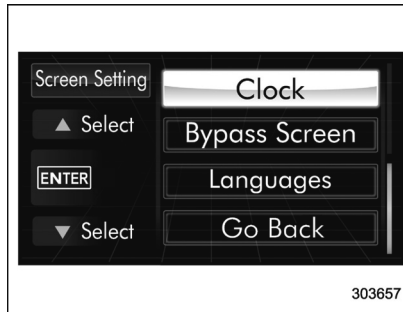 Screen Setting
Clock
▲ Select
Bypass Screen
ENTER
Languages
▼ Select
Go Back
303657